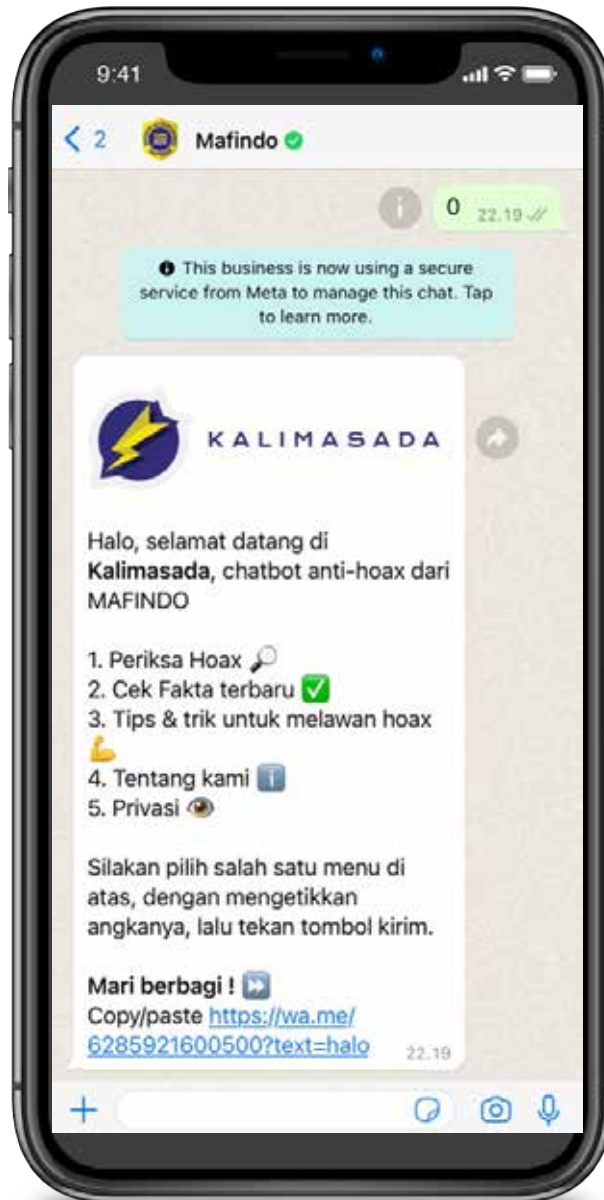 9:41
2 Mafindo
0 22.19
This business is now using a secure
service from Meta to manage this chat. Tap
to learn more.
KALIMASADA
Halo, selamat datang di
Kalimasada, chatbot anti-hoax dari
MAFINDO
1. Periksa Hoax 🔎
2. Cek Fakta terbaru ✅
3. Tips & trik untuk melawan hoax
💪
4. Tentang kami ℹ️
5. Privasi 👁️
Silakan pilih salah satu menu di
atas, dengan mengetikkan
angkanya, lalu tekan tombol kirim.
Mari berbagi ! ⏩
Copy/paste https://wa.me/
6285921600500?text=halo 22.19